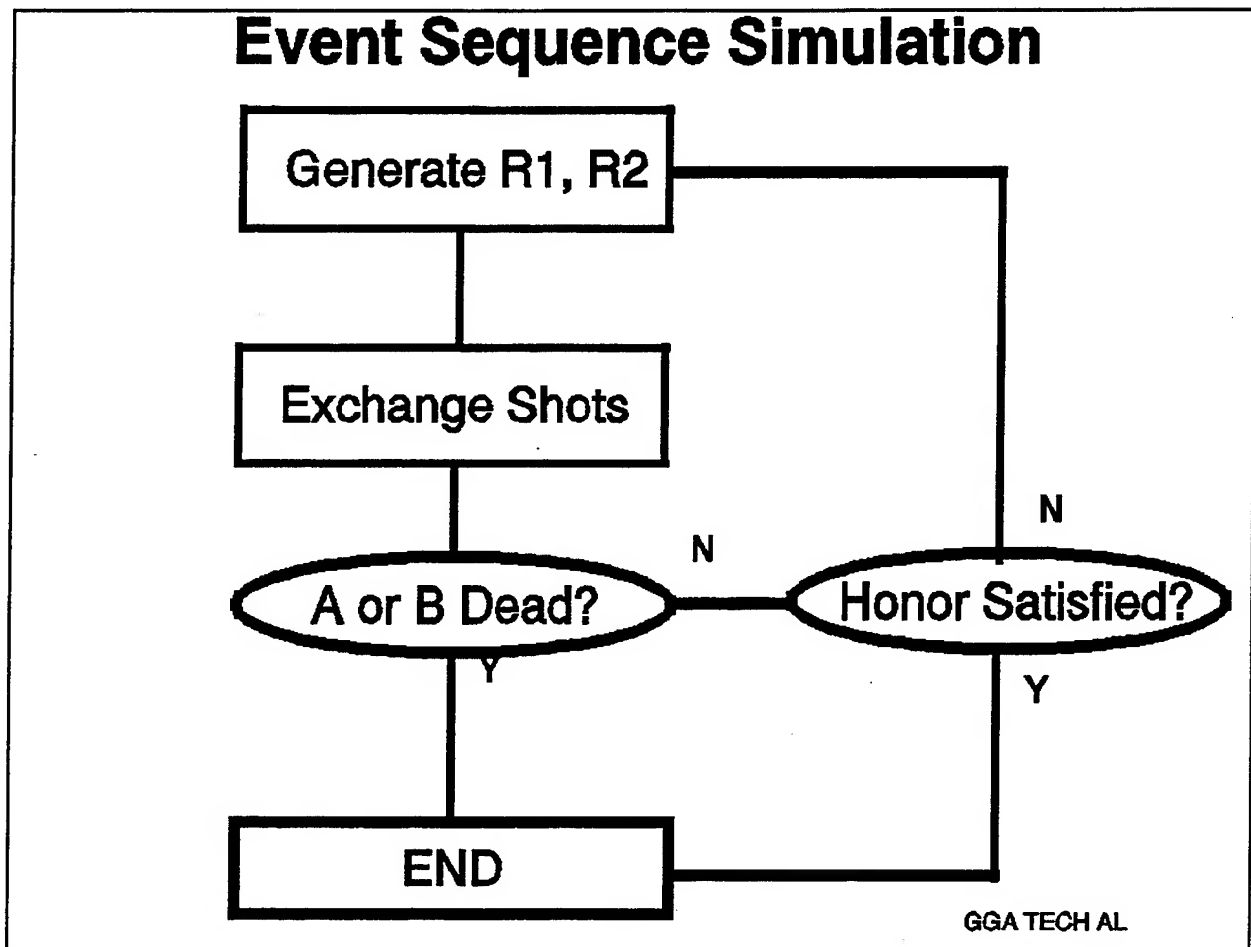 Event Sequence Simulation
Generate R1, R2
Exchange Shots
N
N
A or B Dead?
Honor Satisfied?
Y
Y
END
GGA TECH AL